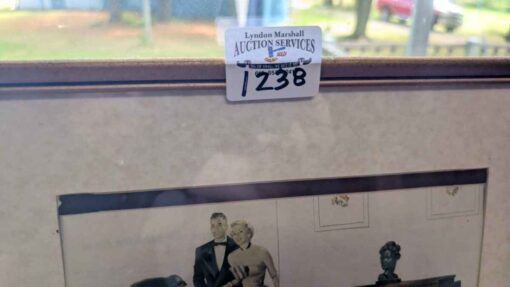 Lyndon Marshall
AUCTION SERVICES
1238